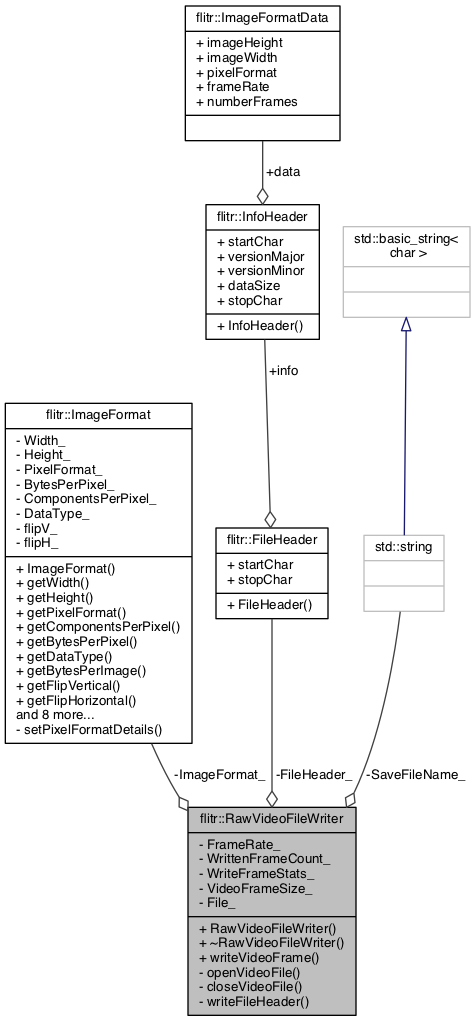 flitr::ImageFormatData
+ imageHeight
+ imageWidth
+ pixelFormat
+ frameRate
+ numberFrames
+data
flitr::InfoHeader
+ startChar
+ versionMajor
+ versionMinor
+ dataSize
+ stopChar
+ InfoHeader()
std::basic_string<
char >
+info
flitr::ImageFormat
- Width_
- Height_
- PixelFormat_
- BytesPerPixel_
- ComponentsPerPixel_
- DataType_
- flipV_
- flipH_
+ ImageFormat()
+ getWidth()
+ getHeight()
+ getPixelFormat()
+ getComponentsPerPixel()
+ getBytesPerPixel()
+ getDataType()
+ getBytesPerImage()
+ getFlipVertical()
+ getFlipHorizontal()
and 8 more...
- setPixelFormatDetails()
flitr::FileHeader
+ startChar
+ stopChar
+ FileHeader()
std::string
-ImageFormat_
-FileHeader_
-SaveFileName_
flitr::RawVideoFileWriter
- FrameRate_
- WrittenFrameCount_
- WriteFrameStats_
- VideoFrameSize_
- File_
+ RawVideoFileWriter()
+ ~RawVideoFileWriter()
+ writeVideoFrame()
- openVideoFile()
- closeVideoFile()
- writeFileHeader()